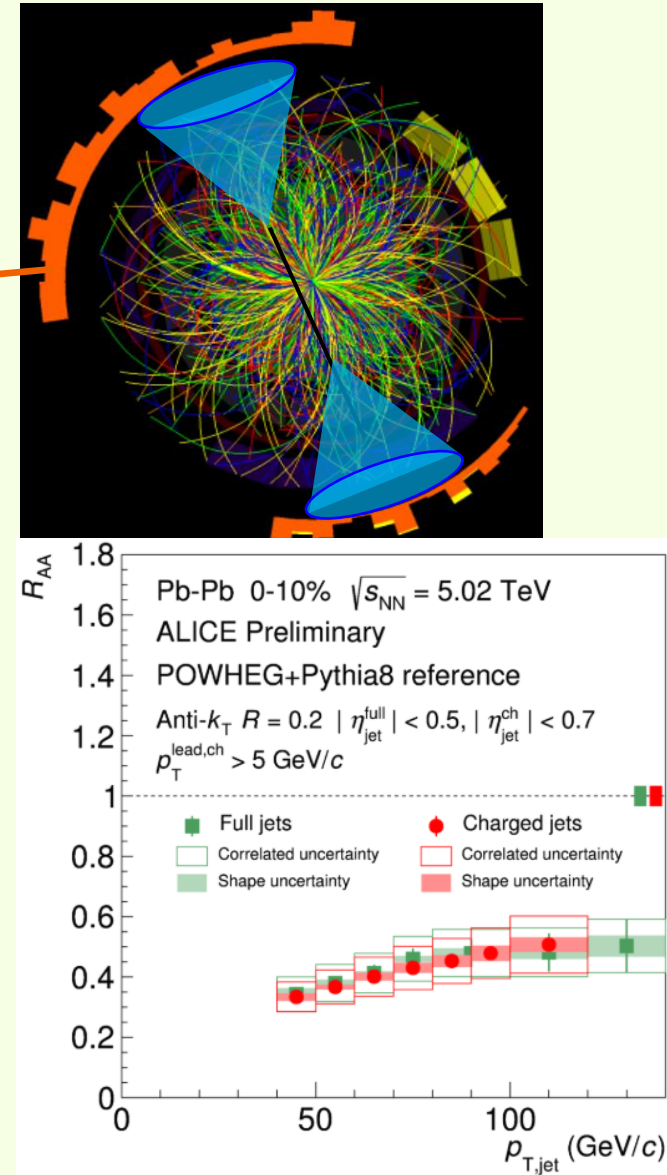 R_AA
1.8
1.6
1.4
1.2
1
0.8
0.6
0.4
0.2
0
Pb-Pb 0-10% √s_NN = 5.02 TeV
ALICE Preliminary
POWHEG+Pythia8 reference
Anti-k_T R = 0.2 | η_jet^full | < 0.5, | η_jet^ch | < 0.7
p_T^lead,ch > 5 GeV/c
Full jets
Correlated uncertainty
Shape uncertainty
Charged jets
Correlated uncertainty
Shape uncertainty
0 50 100
p_T,jet (GeV/c)